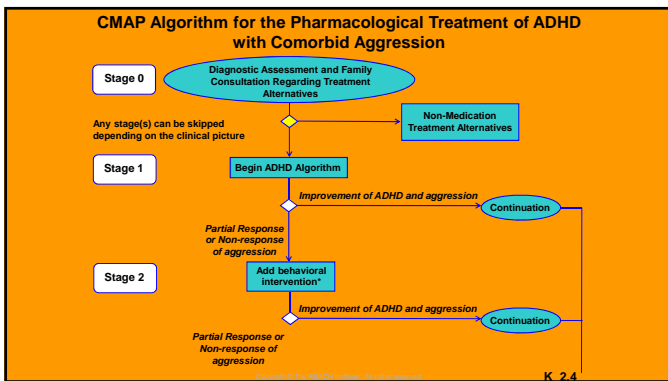 CMAP Algorithm for the Pharmacological Treatment of ADHD
with Comorbid Aggression
Stage 0
Diagnostic Assessment and Family
Consultation Regarding Treatment
Alternatives
Any stage(s) can be skipped
depending on the clinical picture
Non-Medication
Treatment Alternatives
Stage 1
Begin ADHD Algorithm
Improvement of ADHD and aggression
Continuation
Partial Response
or Non-response
of aggression
Stage 2
Add behavioral
intervention*
Improvement of ADHD and aggression
Continuation
Partial Response or
Non-response of
aggression
K 2.4